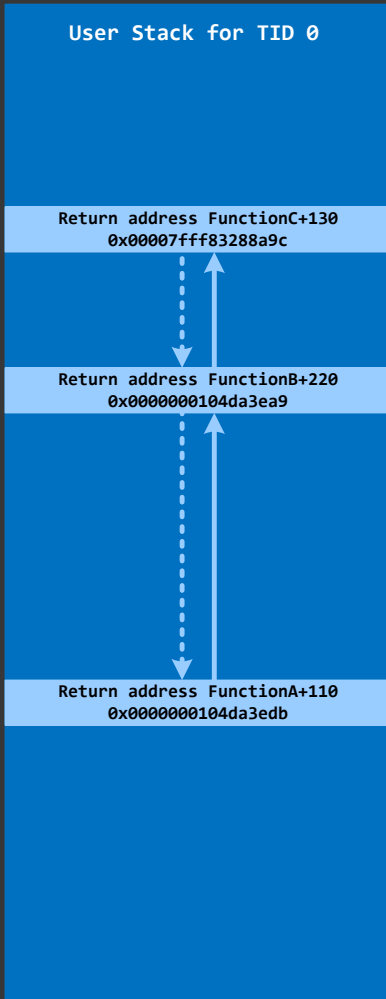 User Stack for TID 0
Return address FunctionC+130
0x00007fff83288a9c
Return address FunctionB+220
0x0000000104da3ea9
Return address FunctionA+110
0x0000000104da3edb